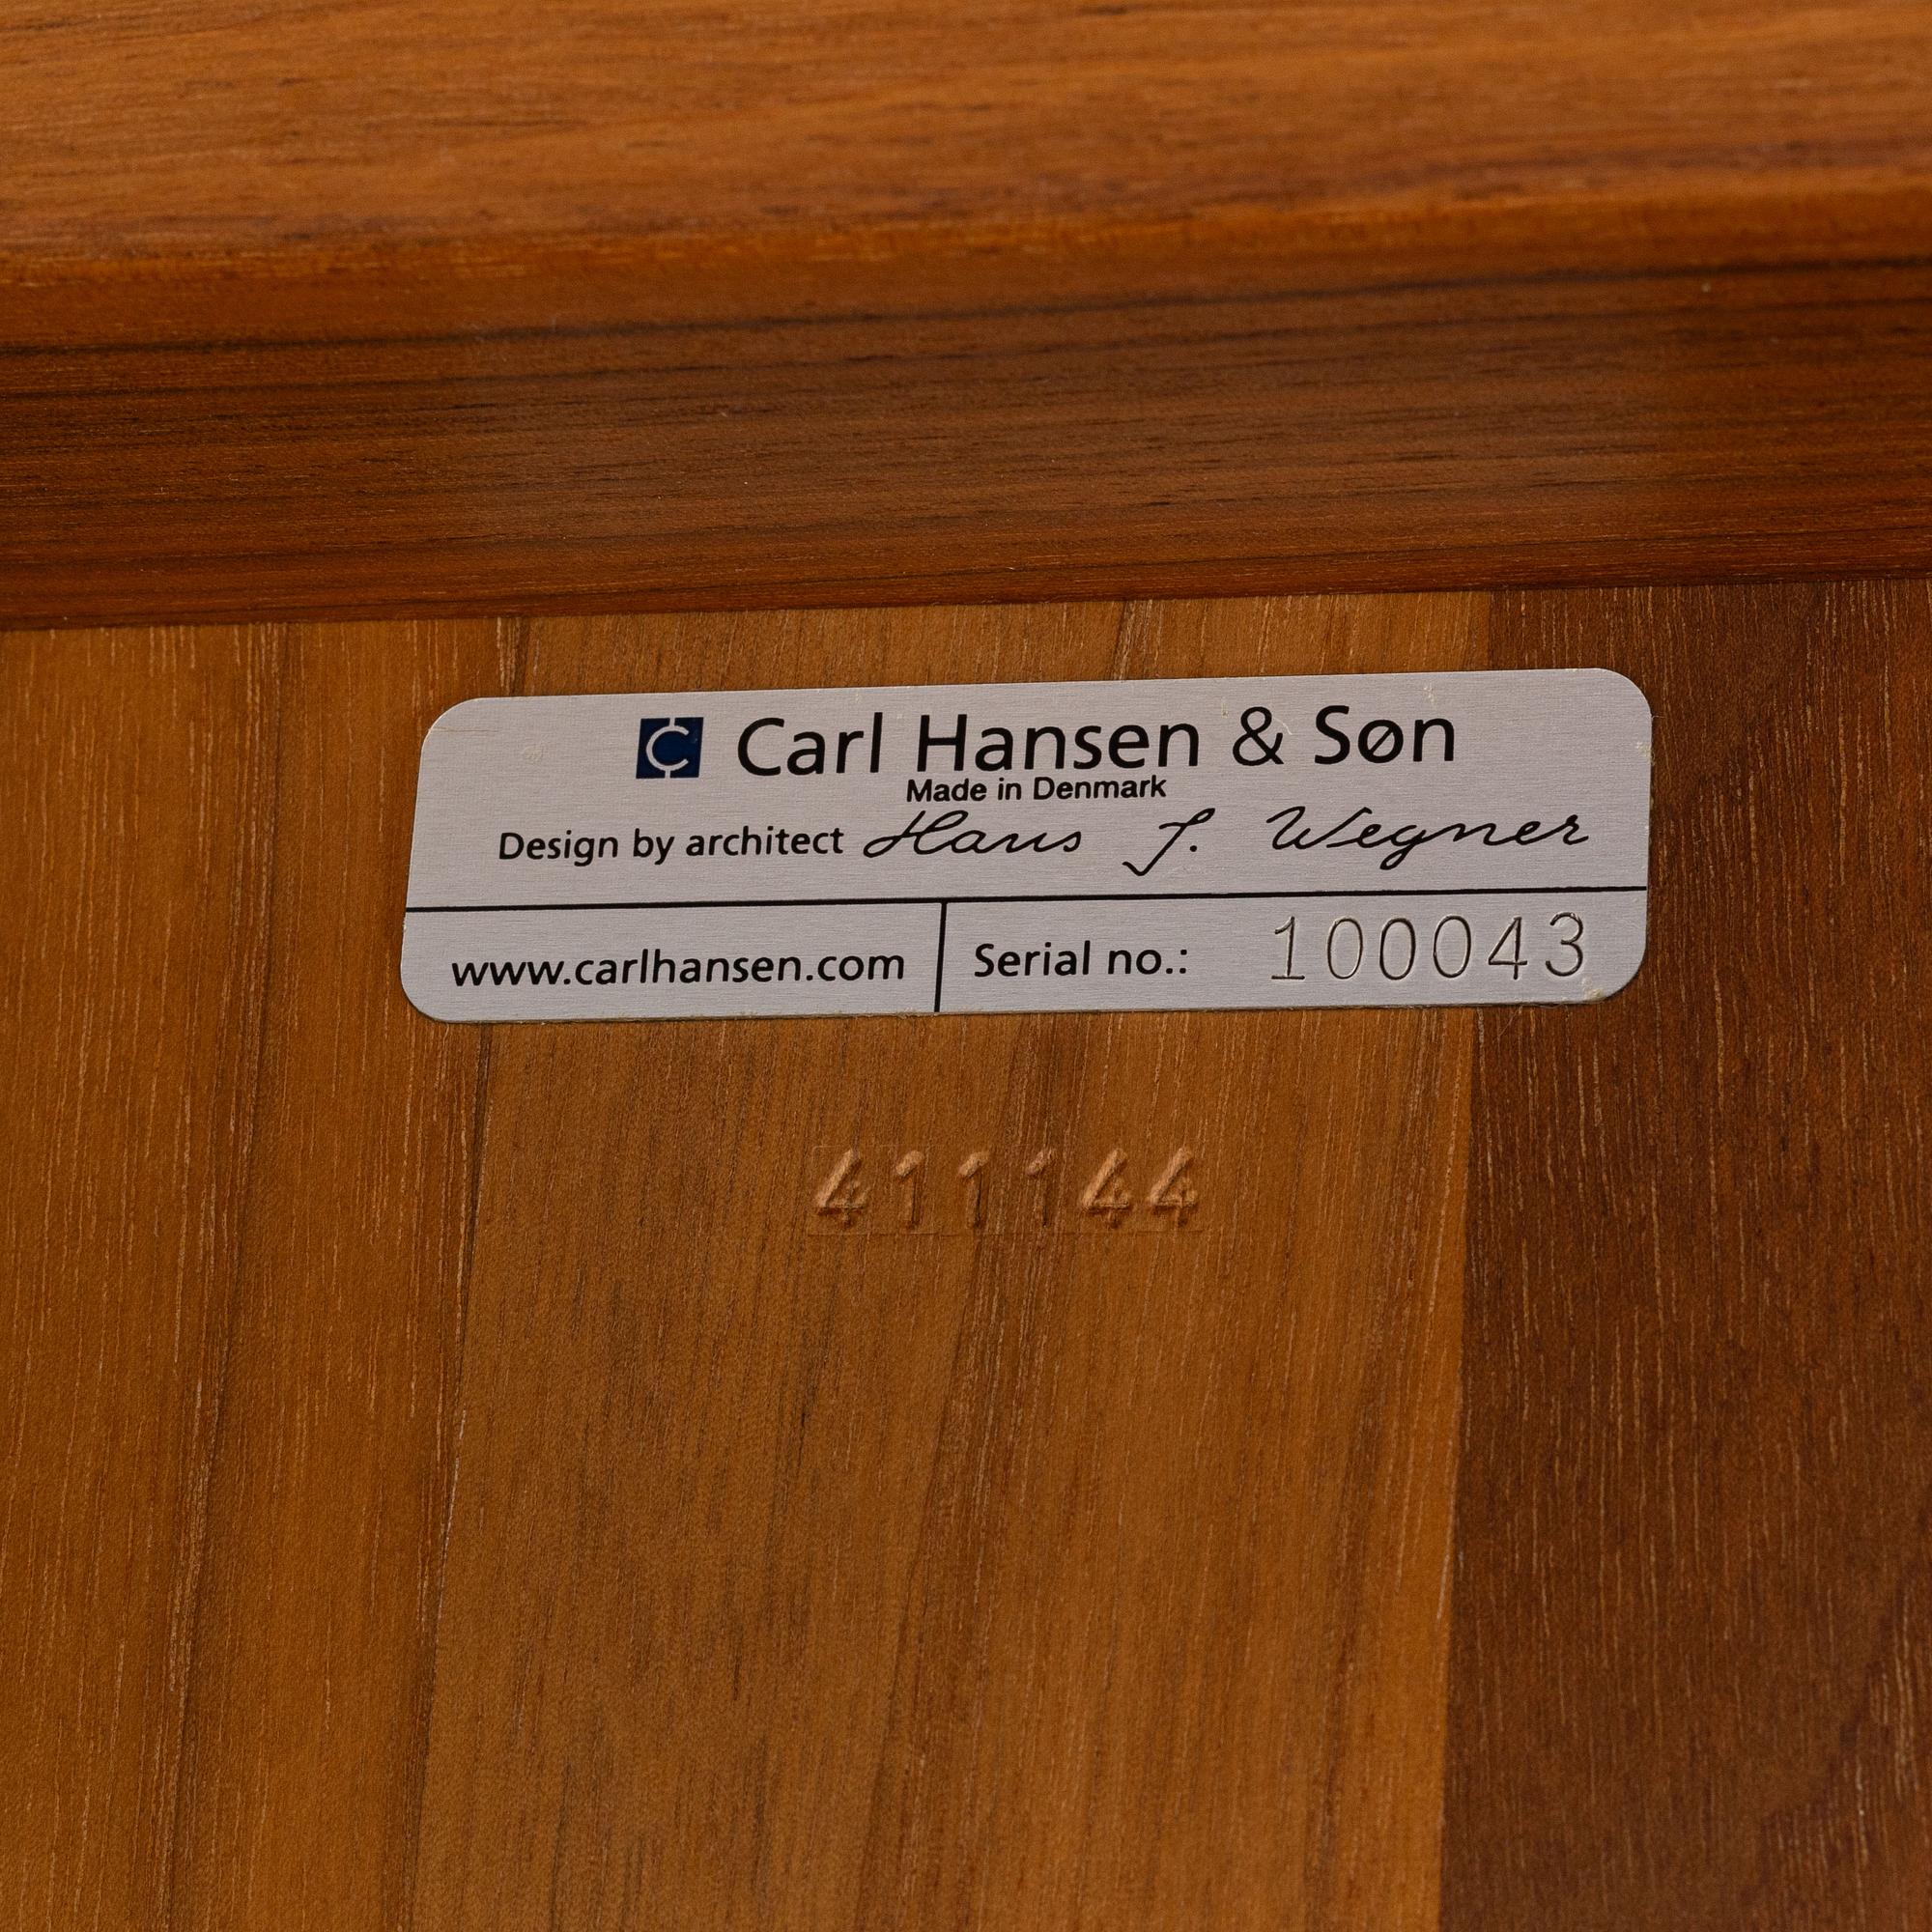 Carl Hansen & Søn
Made in Denmark
Design by architect Hans J. Wegner
www.carlhansen.com
Serial no.: 100043
411144